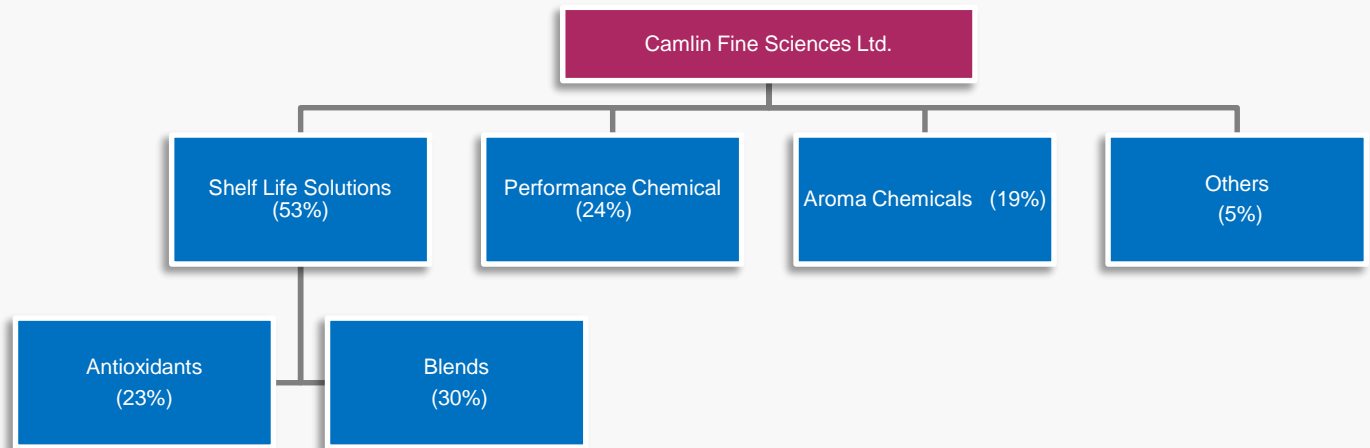 Camlin Fine Sciences Ltd.
Shelf Life Solutions
(53%)
Performance Chemical
(24%)
Aroma Chemicals (19%)
Others
(5%)
Antioxidants
(23%)
Blends
(30%)